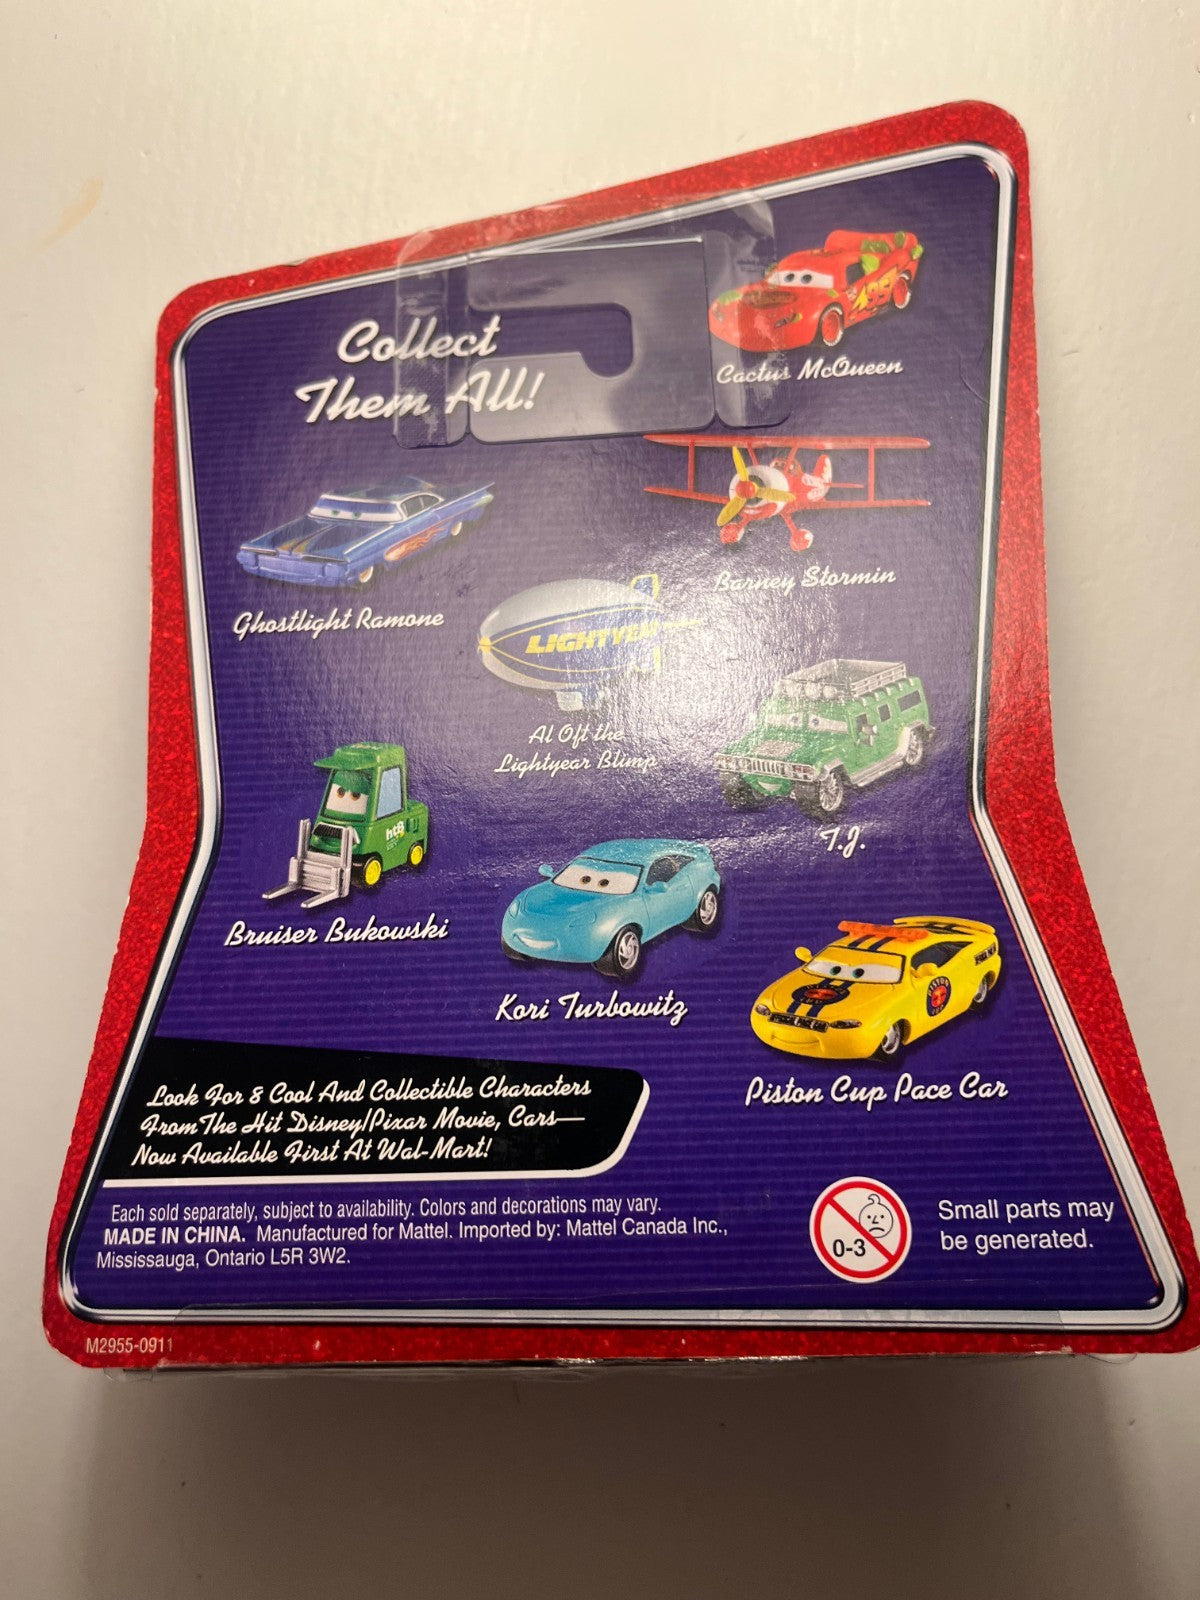 Collect
Them All!
95
Cactus McQueen
Barney Stormin
Ghostlight Ramone
LIGHTYEAR
Al Oft the
Lightyear Blimp
T.J.
htB
Bruiser Bukowski
Kori Turbowitz
PISTON
CUP
Piston Cup Pace Car
Look For 8 Cool And Collectible Characters
From The Hit Disney/Pixar Movie, Cars—
Now Available First At Wal-Mart!
Each sold separately, subject to availability. Colors and decorations may vary.
MADE IN CHINA. Manufactured for Mattel. Imported by: Mattel Canada Inc.,
Mississauga, Ontario L5R 3W2.
0-3
Small parts may
be generated.
M2955-0911